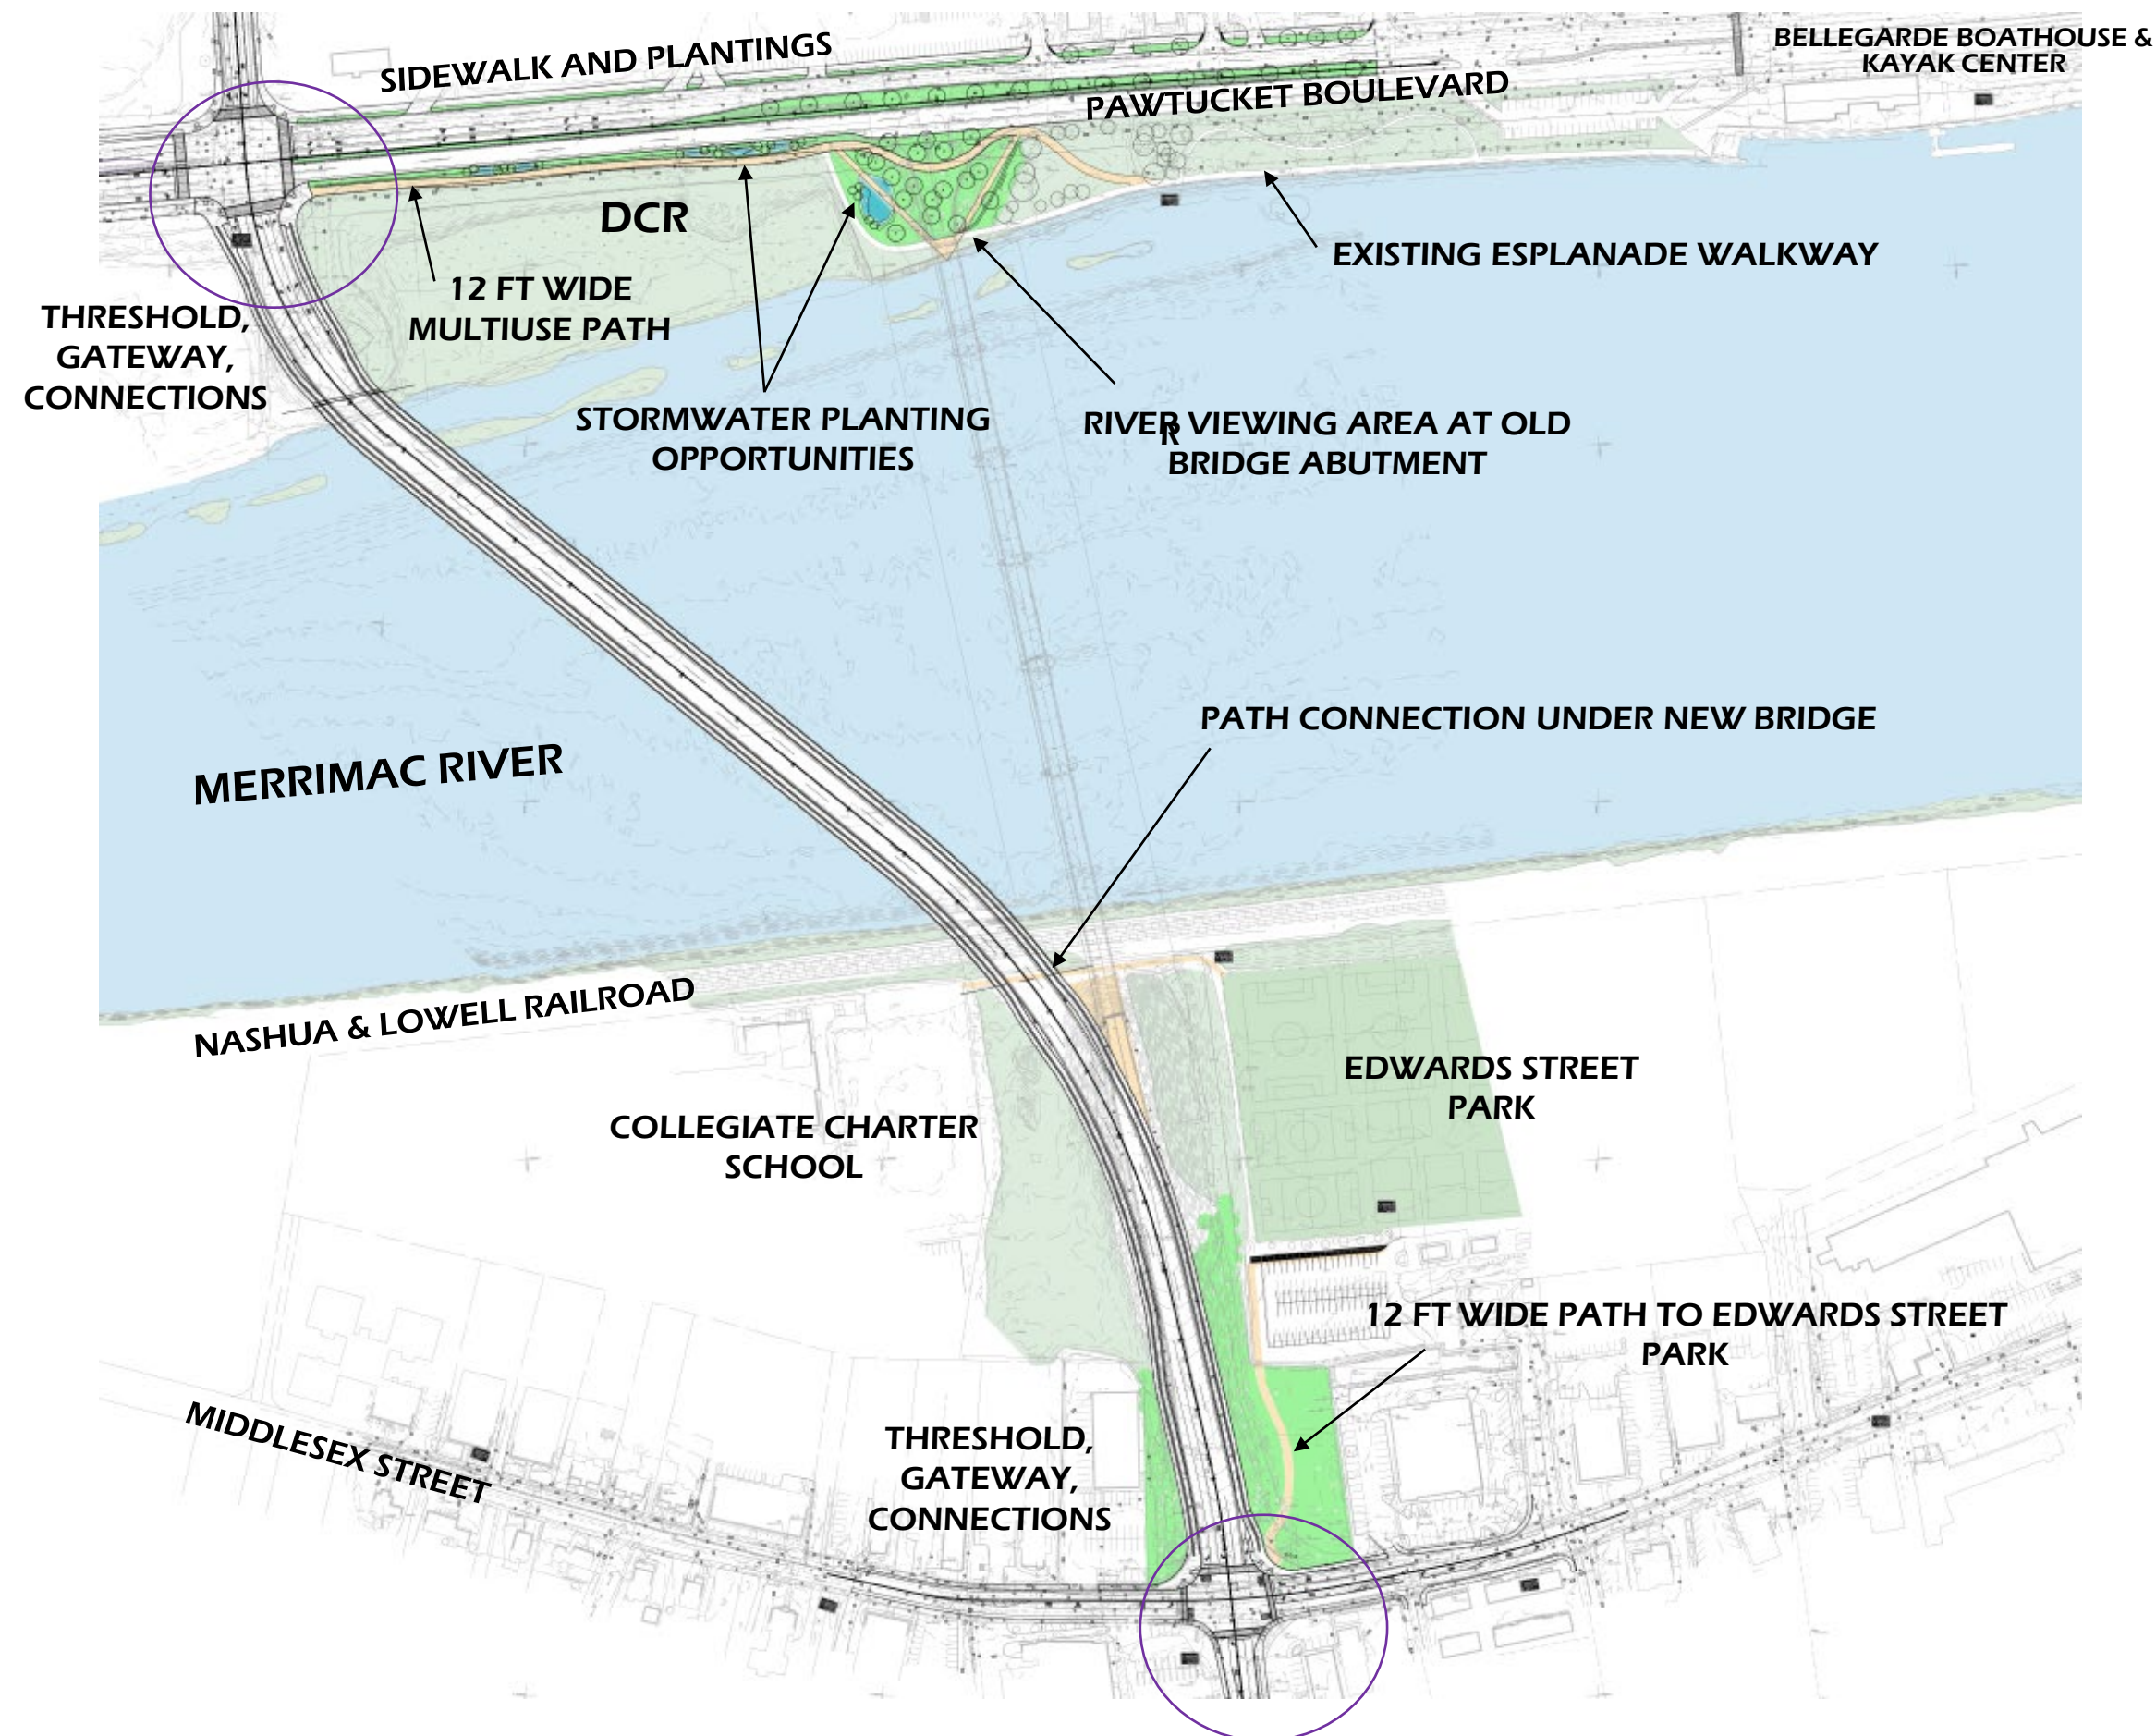 SIDEWALK AND PLANTINGS
BELLEGARDE BOATHOUSE &
KAYAK CENTER
PAWTUCKET BOULEVARD
DCR
EXISTING ESPLANADE WALKWAY
12 FT WIDE
MULTIUSE PATH
THRESHOLD,
GATEWAY,
CONNECTIONS
STORMWATER PLANTING
OPPORTUNITIES
RIVER VIEWING AREA AT OLD
R
BRIDGE ABUTMENT
PATH CONNECTION UNDER NEW BRIDGE
MERRIMAC RIVER
NASHUA & LOWELL RAILROAD
EDWARDS STREET
PARK
COLLEGIATE CHARTER
SCHOOL
12 FT WIDE PATH TO EDWARDS STREET
PARK
MIDDLESEX STREET
THRESHOLD,
GATEWAY,
CONNECTIONS